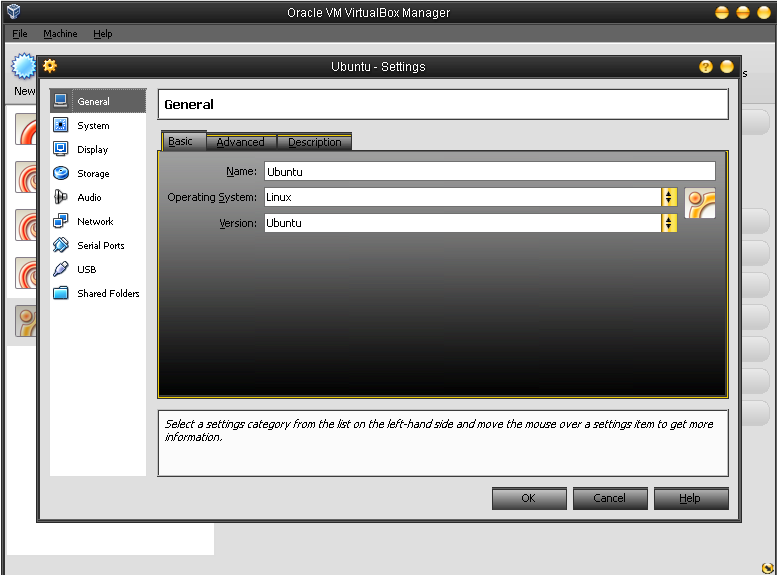 Oracle VM VirtualBox Manager
File Machine Help
New
s
Ubuntu - Settings
General
System
Display
Storage
Audio
Network
Serial Ports
USB
Shared Folders
General
Basic Advanced Description
Name: Ubuntu
Operating System: Linux
Version: Ubuntu
Select a settings category from the list on the left-hand side and move the mouse over a settings item to get more
information.
OK Cancel Help